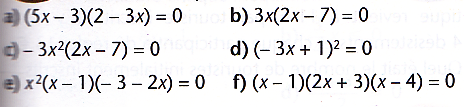 a) (5x – 3)(2 – 3x) = 0 b) 3x(2x – 7) = 0
c) – 3x²(2x – 7) = 0 d) (– 3x + 1)² = 0
e) x²(x – 1)(– 3 – 2x) = 0 f) (x – 1)(2x + 3)(x – 4) = 0